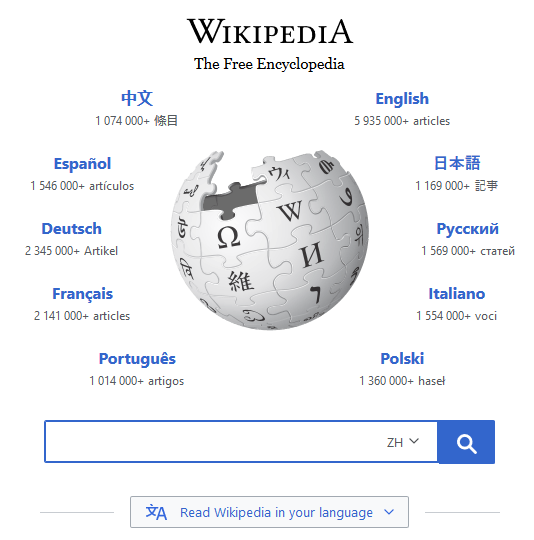 WIKIPEDIA
The Free Encyclopedia
中文
1 074 000+ 條目
English
5 935 000+ articles
Español
1 546 000+ artículos
日本語
1 169 000+ 記事
Deutsch
2 345 000+ Artikel
Русский
1 569 000+ статей
Français
2 141 000+ articles
Italiano
1 554 000+ voci
Português
1 014 000+ artigos
Polski
1 360 000+ haseł
ウィ
W
Ω
И
維
7
ZH
Read Wikipedia in your language